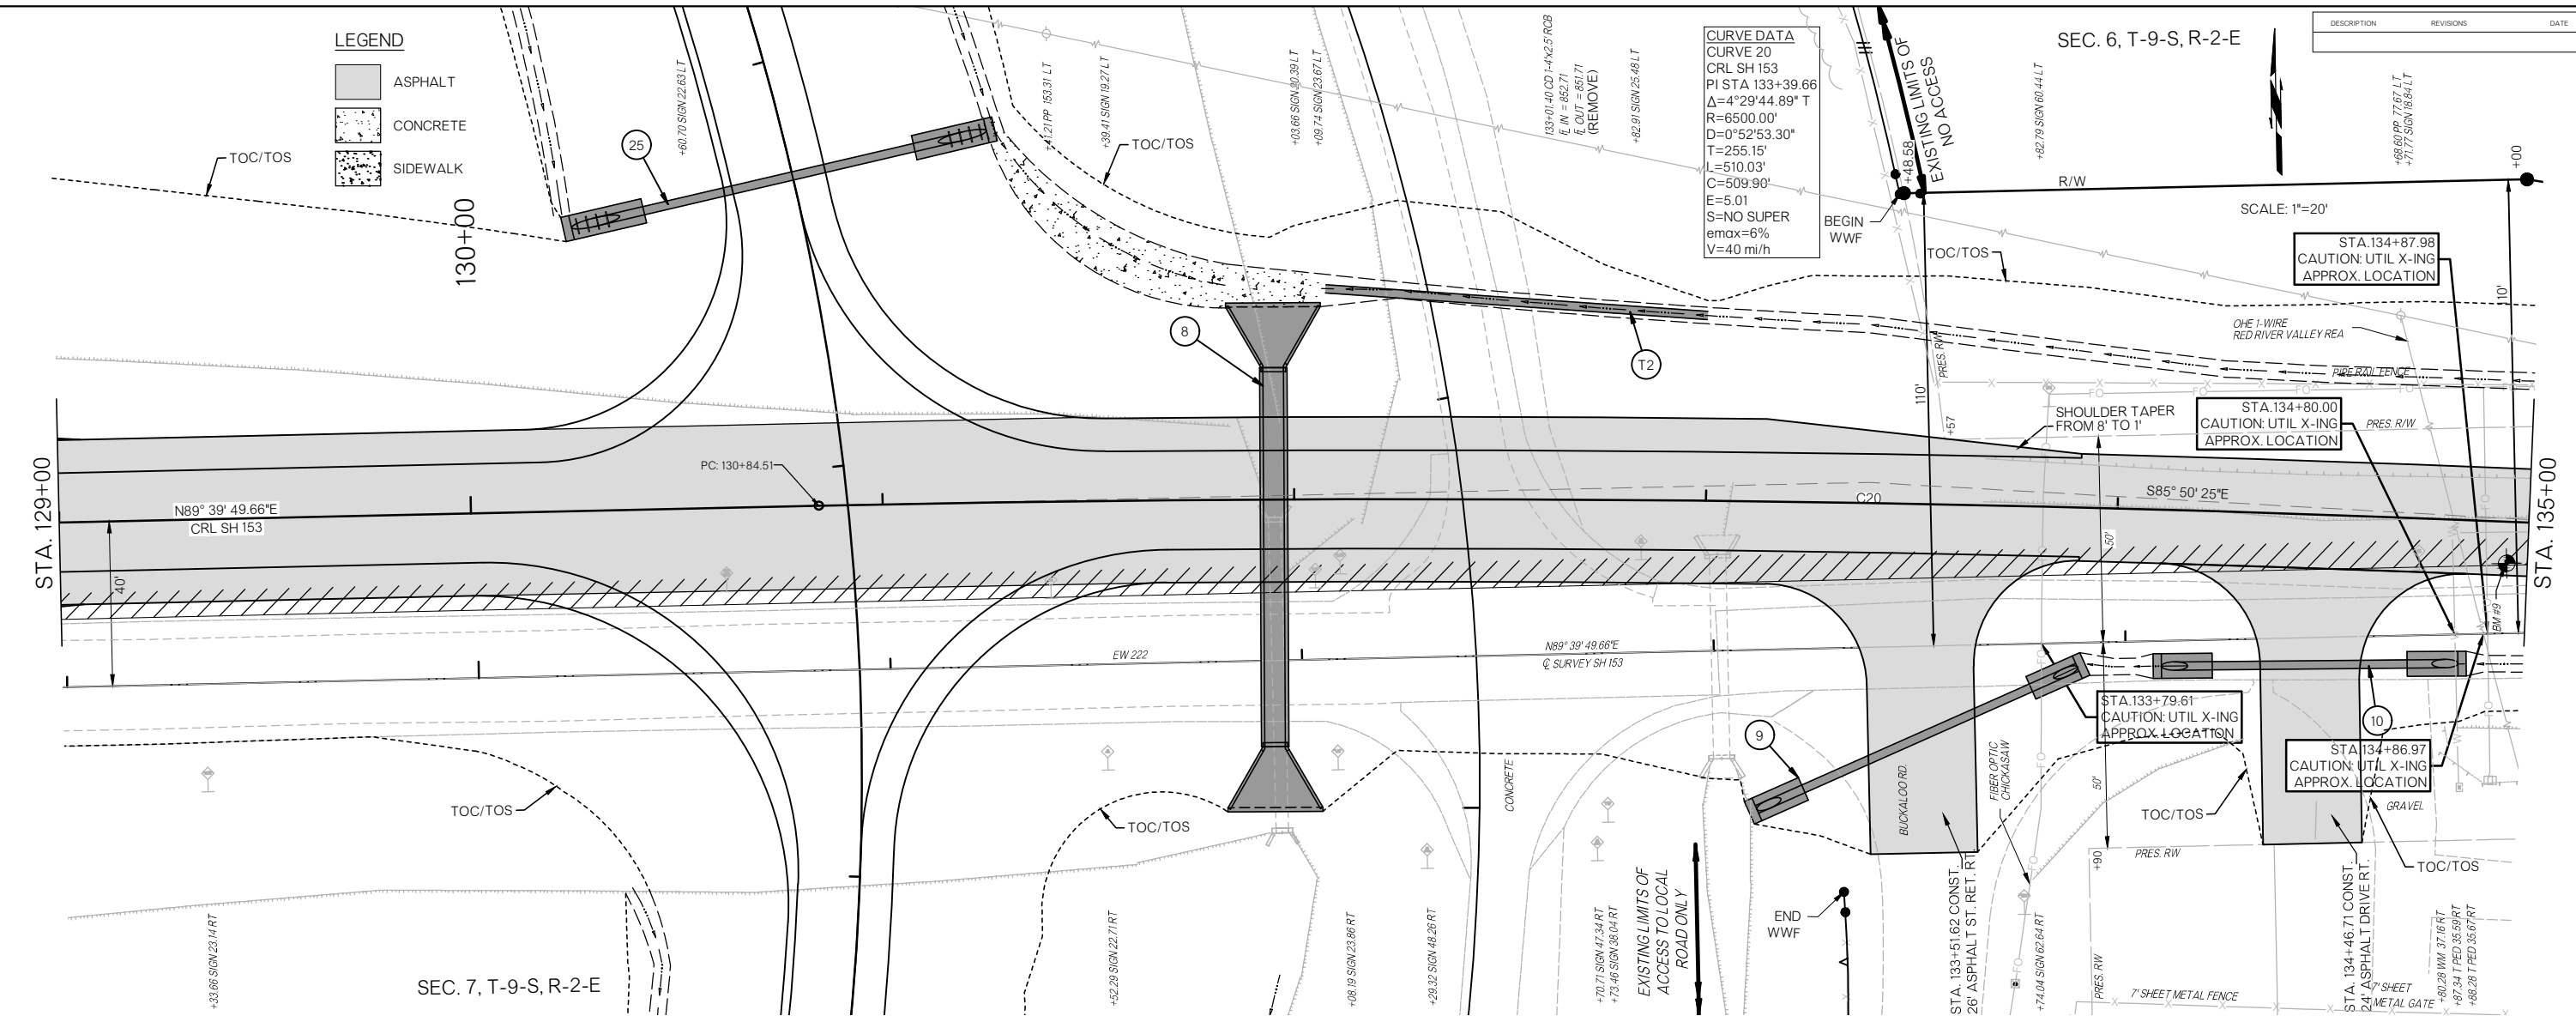 LEGEND
ASPHALT
CONCRETE
SIDEWALK
TOC/TOS
130+00
25
+60.70 SIGN 22.63 LT
+41.21 PP 153.31 LT
+39.41 SIGN 19.27 LT
TOC/TOS
+03.66 SIGN 20.39 LT
+09.74 SIGN 23.67 LT
133+01.40 CD 1-4'x2.5' RCB
FL IN = 852.71
FL OUT = 851.71
(REMOVE)
+82.91 SIGN 25.48 LT
CURVE DATA
CURVE 20
CRL SH 153
PI STA 133+39.66
Δ=4°29'44.89" T
R=6500.00'
D=0°52'53.30"
T=255.15'
L=510.03'
C=509.90'
E=5.01
S=NO SUPER
emax=6%
V=40 mi/h
BEGIN
WWF
+48.58
EXISTING LIMITS OF
NO ACCESS
SEC. 6, T-9-S, R-2-E
+82.79 SIGN 60.44 LT
R/W
SCALE: 1"=20'
+68.60 PP 77.67 LT
+71.77 SIGN 18.84 LT
+00
DESCRIPTION
REVISIONS
DATE
STA.134+87.98
CAUTION: UTIL X-ING
APPROX. LOCATION
110'
TOC/TOS
OHE 1-WIRE
RED RIVER VALLEY REA
PIPE RAIL FENCE
8
T2
PRES. R/W
110'
+57
SHOULDER TAPER
FROM 8' TO 1'
FO
FO
FO
STA.134+80.00
CAUTION: UTIL X-ING
APPROX. LOCATION
PRES. R/W
STA. 129+00
PC: 130+84.51
N89° 39' 49.66"E
CRL SH 153
C20
S85° 50' 25"E
STA. 135+00
40'
50'
BM #9
EW 222
N89° 39' 49.66"E
℄ SURVEY SH 153
STA.133+79.61
CAUTION: UTIL X-ING
APPROX. LOCATION
10
9
STA.134+86.97
CAUTION: UTIL X-ING
APPROX. LOCATION
TOC/TOS
TOC/TOS
CONCRETE
BUCKALOO RD.
FIBER OPTIC
CHICKASAW
50'
TOC/TOS
GRAVEL
+90
PRES. RW
TOC/TOS
EXISTING LIMITS OF
ACCESS TO LOCAL
ROAD ONLY
END
WWF
STA. 133+51.62 CONST.
26' ASPHALT ST. RET. RT
STA. 134+46.71 CONST.
24' ASPHALT DRIVE RT.
+33.66 SIGN 23.14 RT
SEC. 7, T-9-S, R-2-E
+52.29 SIGN 22.71 RT
+08.19 SIGN 23.86 RT
+29.32 SIGN 48.26 RT
+70.71 SIGN 47.34 RT
+73.46 SIGN 38.04 RT
+74.04 SIGN 62.64 RT
PRES. RW
7' SHEET METAL FENCE
7' SHEET
METAL GATE
+80.28 WM 37.16 RT
+87.34 T PED 35.59 RT
+88.28 T PED 35.67 RT